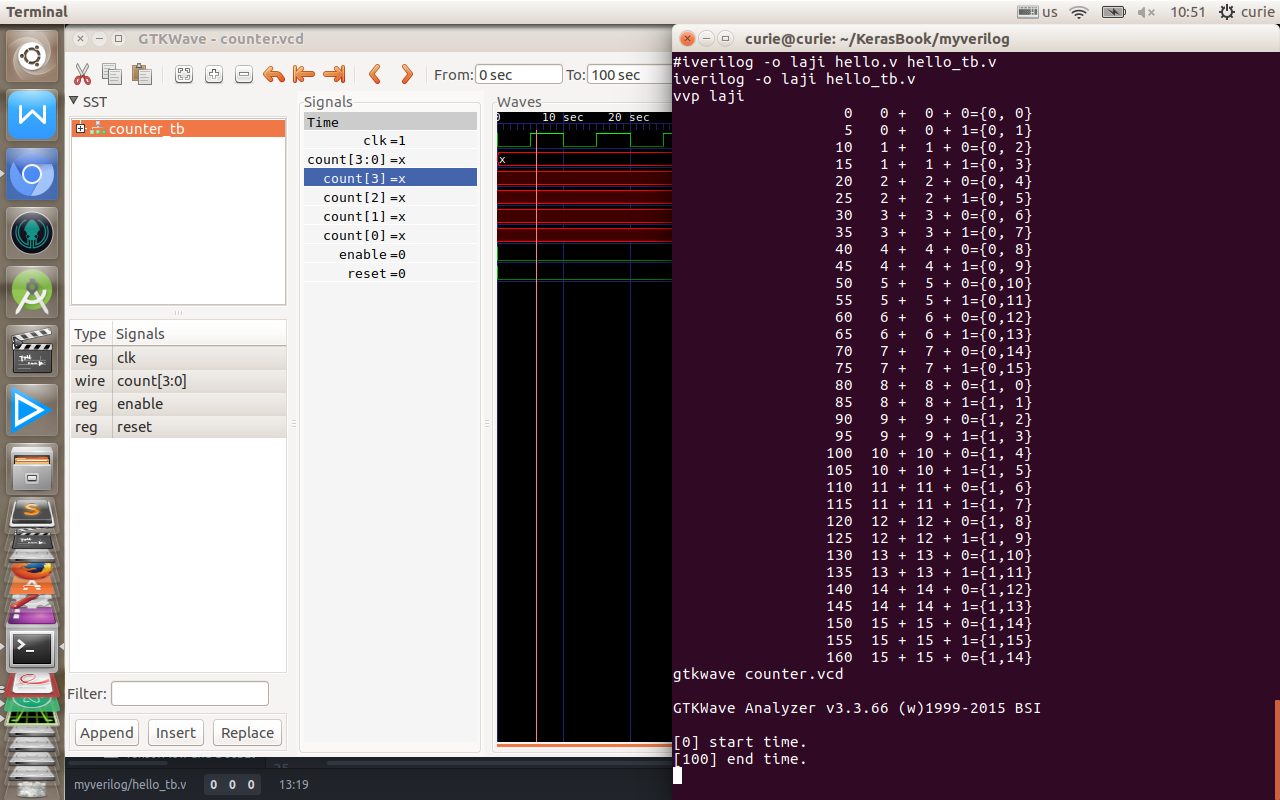 Terminal
us
10:51
curie
GTKWave - counter.vcd
From: 0 sec
To: 100 sec
SST
counter_tb
Type Signals
reg clk
wire count[3:0]
reg enable
reg reset
Filter:
Append Insert Replace
Signals
Time
clk =1
count[3:0] =x
count[3] =x
count[2] =x
count[1] =x
count[0] =x
enable =0
reset =0
Waves
0 10 sec 20 sec
x
myverilog/hello_tb.v 0 0 0 13:19
curie@curie: ~/KerasBook/myverilog
#iverilog -o laji hello.v hello_tb.v
iverilog -o laji hello_tb.v
vvp laji
0 0 + 0 + 0={0, 0}
5 0 + 0 + 1={0, 1}
10 1 + 1 + 0={0, 2}
15 1 + 1 + 1={0, 3}
20 2 + 2 + 0={0, 4}
25 2 + 2 + 1={0, 5}
30 3 + 3 + 0={0, 6}
35 3 + 3 + 1={0, 7}
40 4 + 4 + 0={0, 8}
45 4 + 4 + 1={0, 9}
50 5 + 5 + 0={0,10}
55 5 + 5 + 1={0,11}
60 6 + 6 + 0={0,12}
65 6 + 6 + 1={0,13}
70 7 + 7 + 0={0,14}
75 7 + 7 + 1={0,15}
80 8 + 8 + 0={1, 0}
85 8 + 8 + 1={1, 1}
90 9 + 9 + 0={1, 2}
95 9 + 9 + 1={1, 3}
100 10 + 10 + 0={1, 4}
105 10 + 10 + 1={1, 5}
110 11 + 11 + 0={1, 6}
115 11 + 11 + 1={1, 7}
120 12 + 12 + 0={1, 8}
125 12 + 12 + 1={1, 9}
130 13 + 13 + 0={1,10}
135 13 + 13 + 1={1,11}
140 14 + 14 + 0={1,12}
145 14 + 14 + 1={1,13}
150 15 + 15 + 0={1,14}
155 15 + 15 + 1={1,15}
160 15 + 15 + 0={1,14}
gtkwave counter.vcd
GTKWave Analyzer v3.3.66 (w)1999-2015 BSI
[0] start time.
[100] end time.